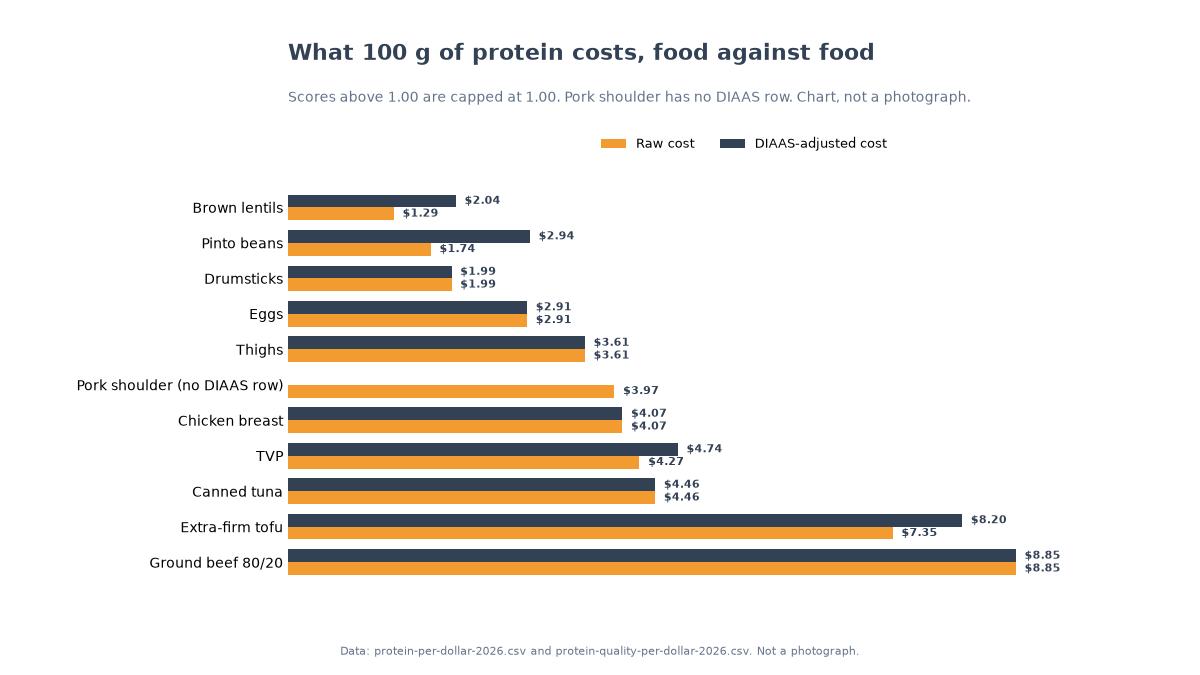 What 100 g of protein costs, food against food
Scores above 1.00 are capped at 1.00. Pork shoulder has no DIAAS row. Chart, not a photograph.
Raw cost DIAAS-adjusted cost
Brown lentils $2.04
$1.29
Pinto beans $2.94
$1.74
Drumsticks $1.99
$1.99
Eggs $2.91
$2.91
Thighs $3.61
$3.61
Pork shoulder (no DIAAS row) $3.97
Chicken breast $4.07
$4.07
TVP $4.74
$4.27
Canned tuna $4.46
$4.46
Extra-firm tofu $8.20
$7.35
Ground beef 80/20 $8.85
$8.85
Data: protein-per-dollar-2026.csv and protein-quality-per-dollar-2026.csv. Not a photograph.